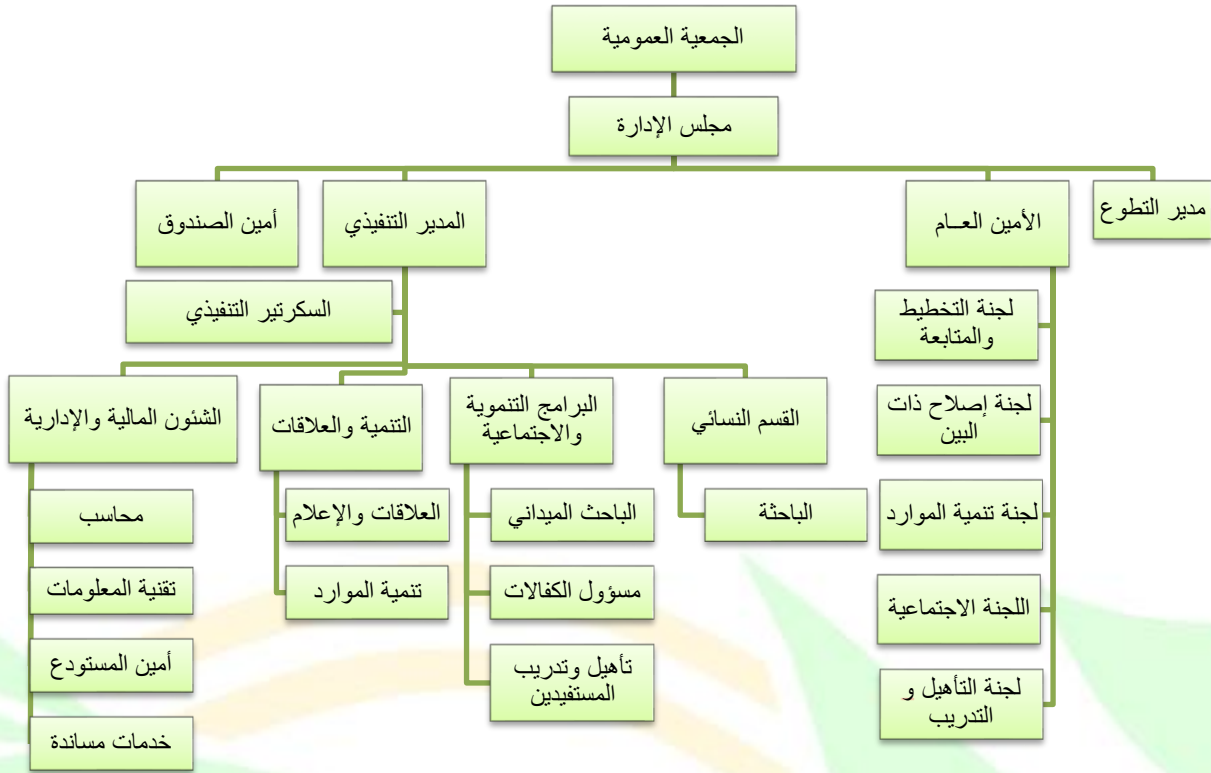 الجمعية العمومية
مجلس الإدارة
مدير التطوع
الأمين العــام
المدير التنفيذي
أمين الصندوق
السكرتير التنفيذي
لجنة التخطيط
والمتابعة
لجنة إصلاح ذات
البين
لجنة تنمية الموارد
اللجنة الاجتماعية
لجنة التأهيل و
التدريب
القسم النسائي
الباحثة
البرامج التنموية
والاجتماعية
الباحث الميداني
مسؤول الكفالات
تأهيل وتدريب
المستفيدين
التنمية والعلاقات
العلاقات والإعلام
تنمية الموارد
الشئون المالية والإدارية
محاسب
تقنية المعلومات
أمين المستودع
خدمات مساندة